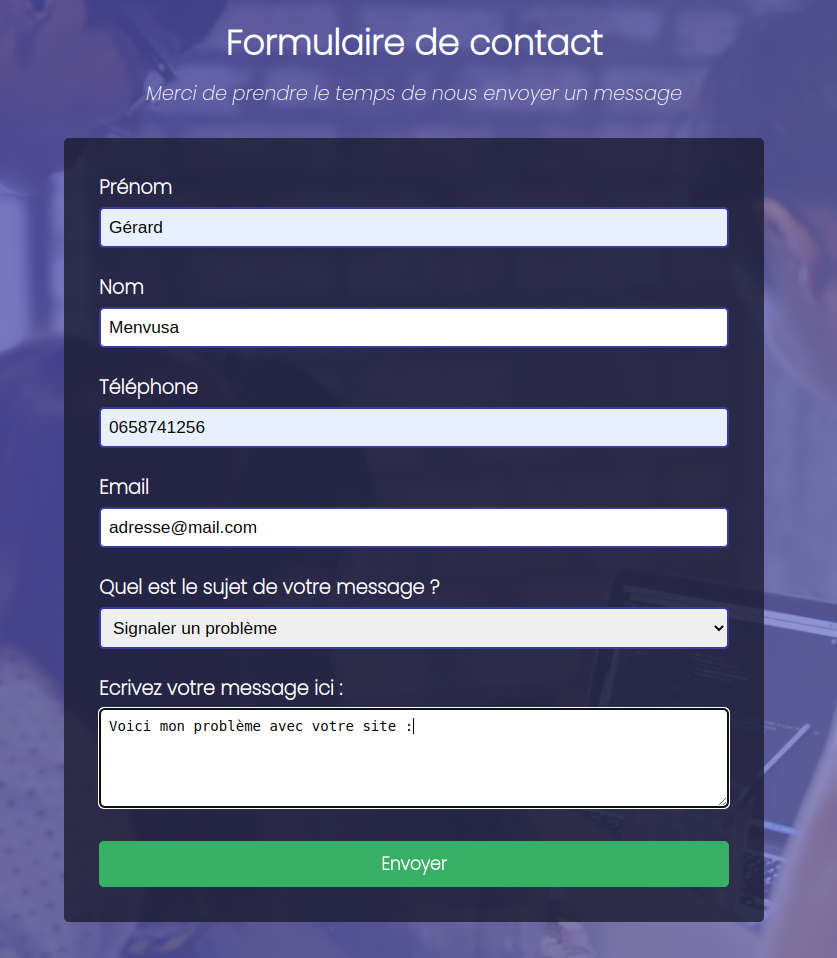 Formulaire de contact
Merci de prendre le temps de nous envoyer un message
Prénom
Gérard
Nom
Menvusa
Téléphone
0658741256
Email
adresse@mail.com
Quel est le sujet de votre message ?
Signaler un problème
Ecrivez votre message ici :
Voici mon problème avec votre site :
Envoyer